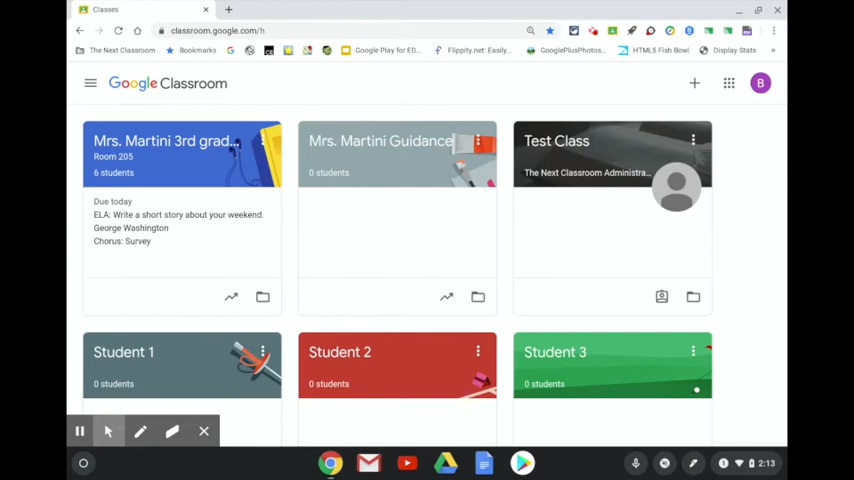 Classes
classroom.google.com/h
The Next Classroom
Bookmarks
Google Play for ED...
Flippity.net: Easily...
GooglePlusPhotos...
HTML5 Fish Bowl
Display Stats
Google Classroom
B
Mrs. Martini 3rd grad...
Room 205
6 students
Mrs. Martini Guidance
0 students
Test Class
The Next Classroom Administra...
Due today
ELA: Write a short story about your weekend.
George Washington
Chorus: Survey
Student 1
0 students
Student 2
0 students
Student 3
0 students
1
2:13